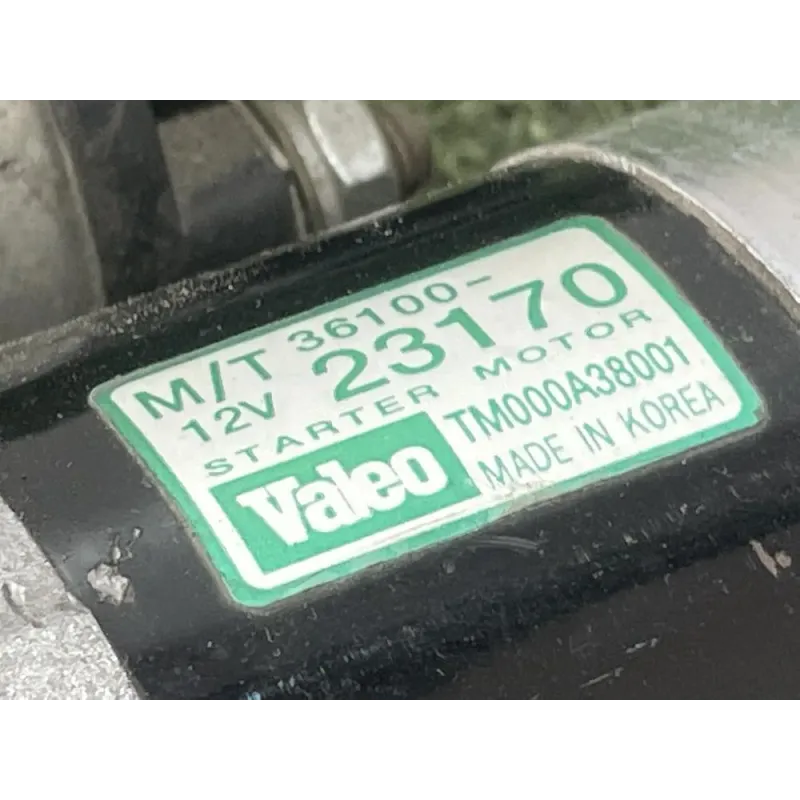 M/T 36100-
12V 23170
STARTER MOTOR
Valeo TM000A38001
MADE IN KOREA